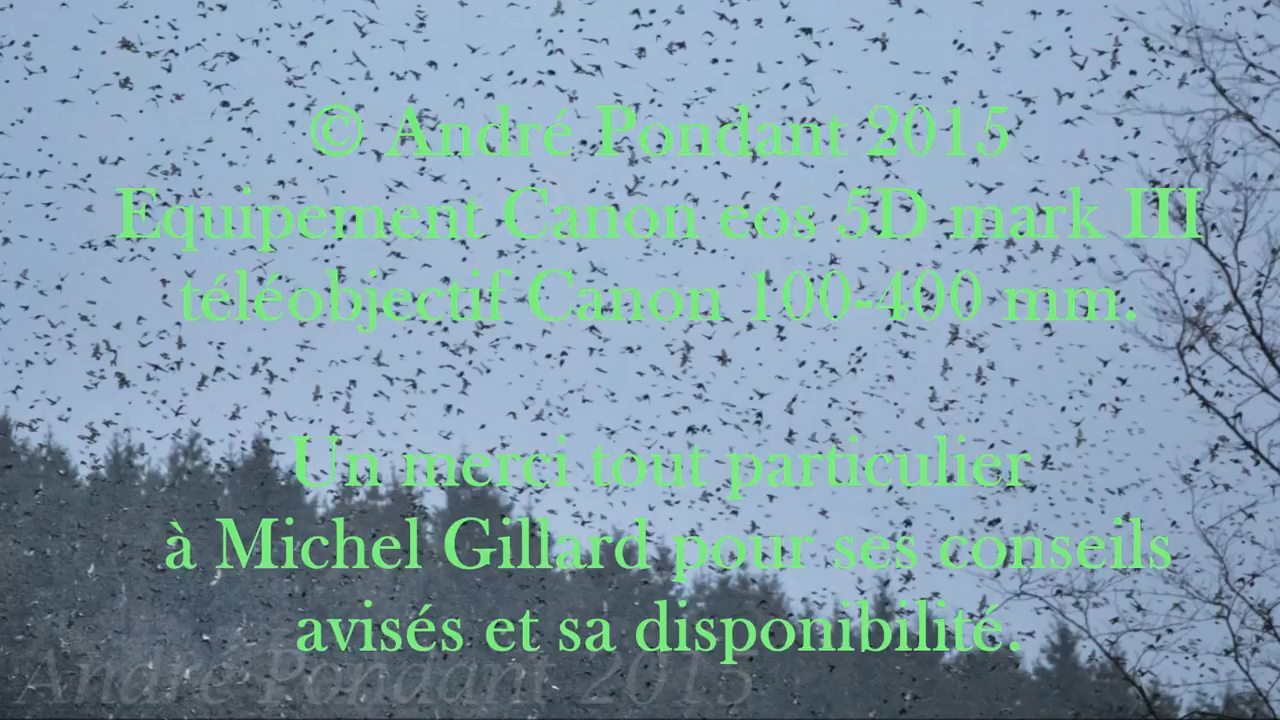 © André Pondant 2015
Equipement Canon eos 5D mark III
téléobjectif Canon 100-400 mm.
Un merci tout particulier
à Michel Gillard pour ses conseils
avisés et sa disponibilité.
André Pondant 2015